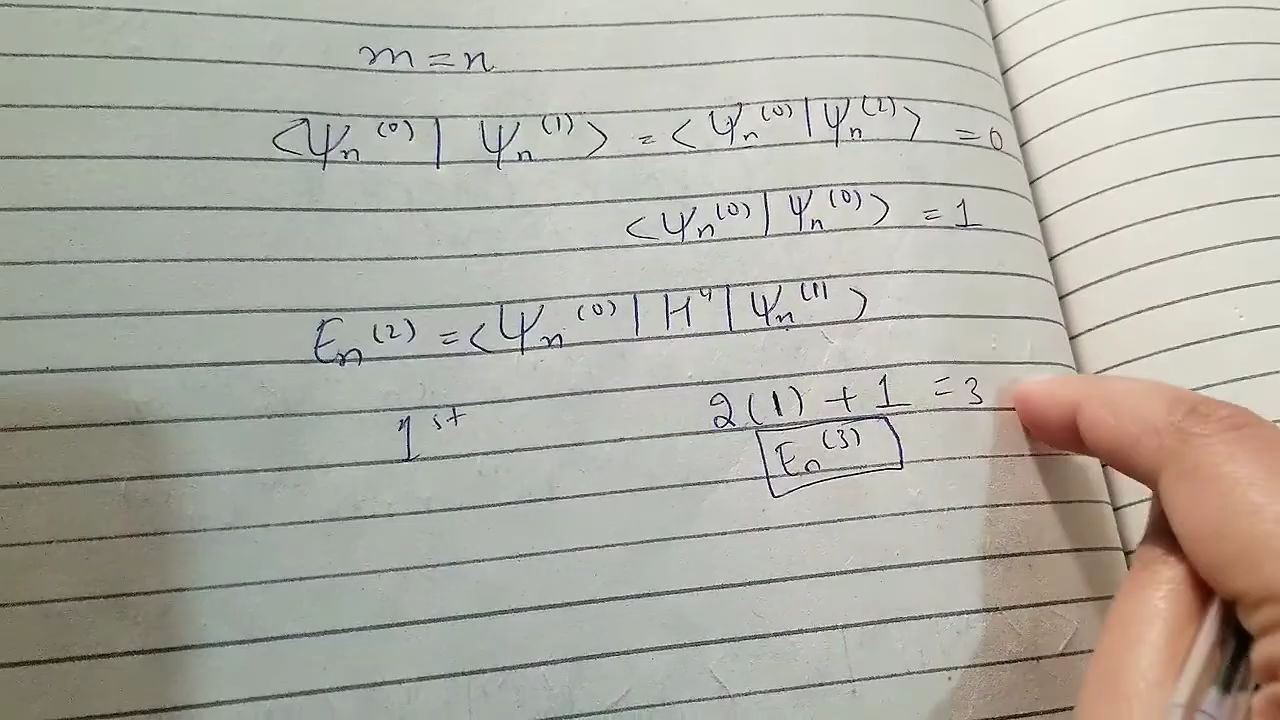 m = n
<ψn(0) | ψn(1)> = <ψn(0) | ψn(2)> = 0
<ψn(0) | ψn(0)> = 1
En(2) = <ψn(0) | H" | ψn(1)>
1st 2(1) + 1 = 3
En(3)